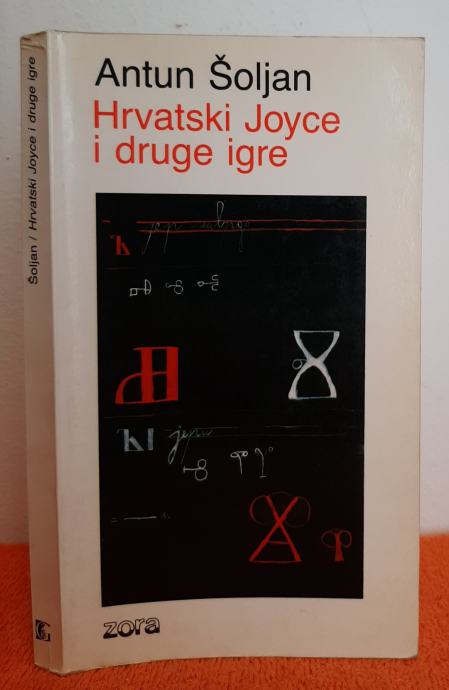 Antun Šoljan
Hrvatski Joyce
i druge igre
zora
Šoljan / Hrvatski Joyce i druge igre